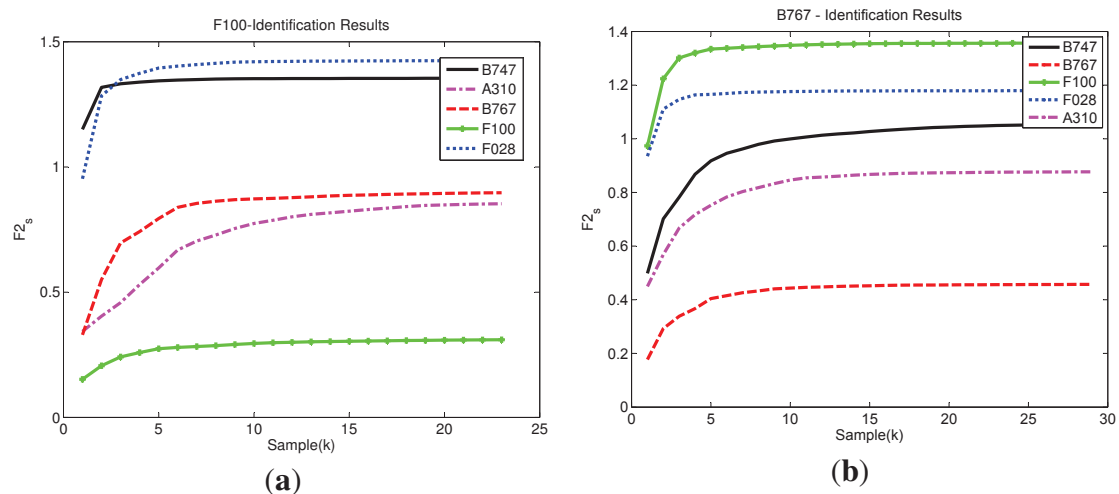 F100-Identification Results
1.5
1
0.5
0
F2s
0 5 10 15 20 25
Sample(k)
B747
A310
B767
F100
F028
(a)
B767 - Identification Results
1.4
1.2
1
0.8
0.6
0.4
0.2
0
F2s
0 5 10 15 20 25 30
Sample(k)
B747
B767
F100
F028
A310
(b)